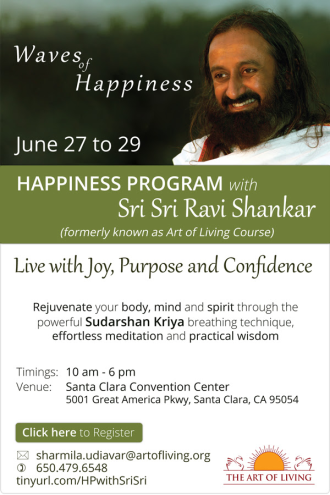 Waves
of
Happiness
June 27 to 29
HAPPINESS PROGRAM with
Sri Sri Ravi Shankar
(formerly known as Art of Living Course)
Live with Joy, Purpose and Confidence
Rejuvenate your body, mind and spirit through the
powerful Sudarshan Kriya breathing technique,
effortless meditation and practical wisdom
Timings: 10 am - 6 pm
Venue: Santa Clara Convention Center
5001 Great America Pkwy, Santa Clara, CA 95054
Click here to Register
sharmila.udiavar@artofliving.org
650.479.6548
tinyurl.com/HPwithSriSri
THE ART OF LIVING